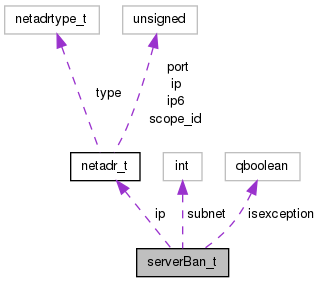 netadrtype_t unsigned
port
type ip
ip6
scope_id
netadr_t int qboolean
ip subnet isexception
serverBan_t